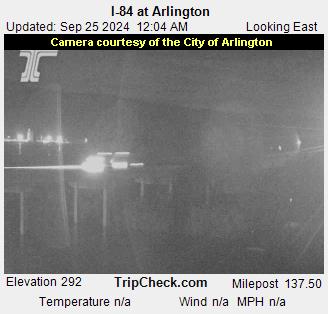 I-84 at Arlington
Updated: Sep 25 2024 12:04 AM Looking East
Camera courtesy of the City of Arlington
Elevation 292 TripCheck.com Milepost 137.50
Temperature n/a Wind n/a MPH n/a